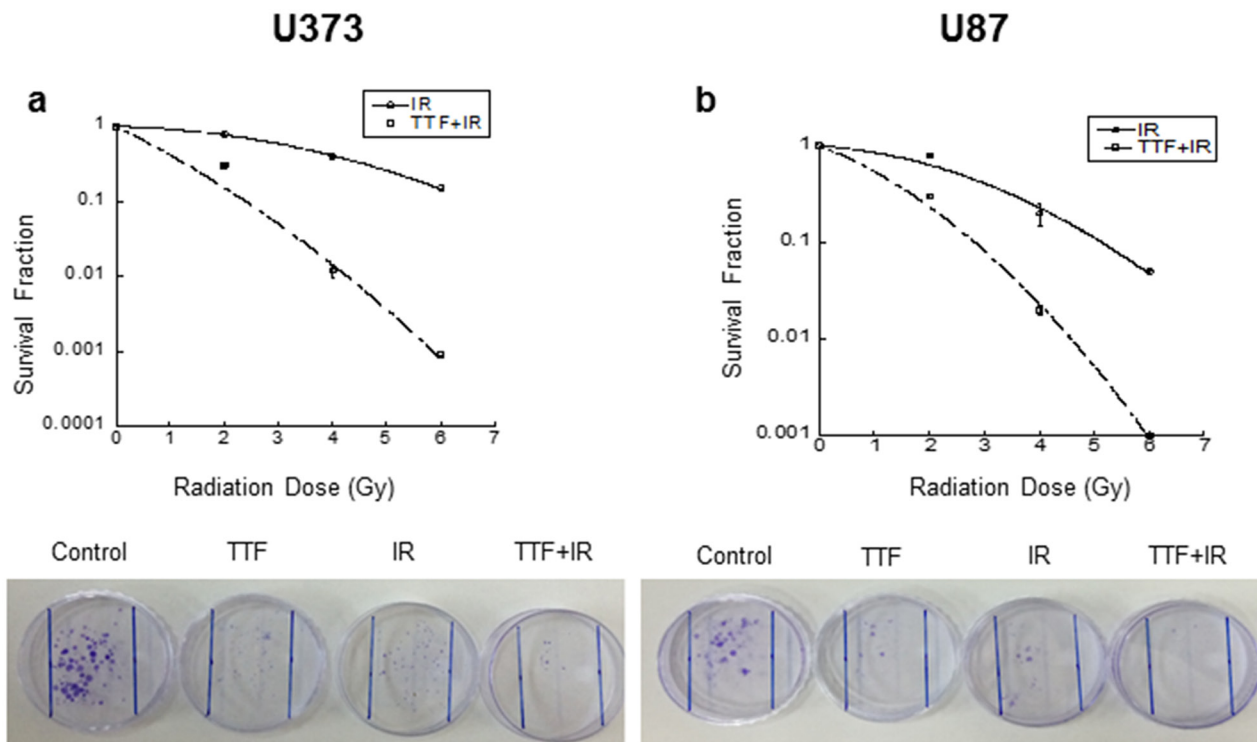 U373
U87
a
IR
TTF+IR
1
0.1
0.01
0.001
0.0001
0 1 2 3 4 5 6 7
Survival Fraction
Radiation Dose (Gy)
b
IR
TTF+IR
1
0.1
0.01
0.001
0 1 2 3 4 5 6 7
Survival Fraction
Radiation Dose (Gy)
Control TTF IR TTF+IR
Control TTF IR TTF+IR